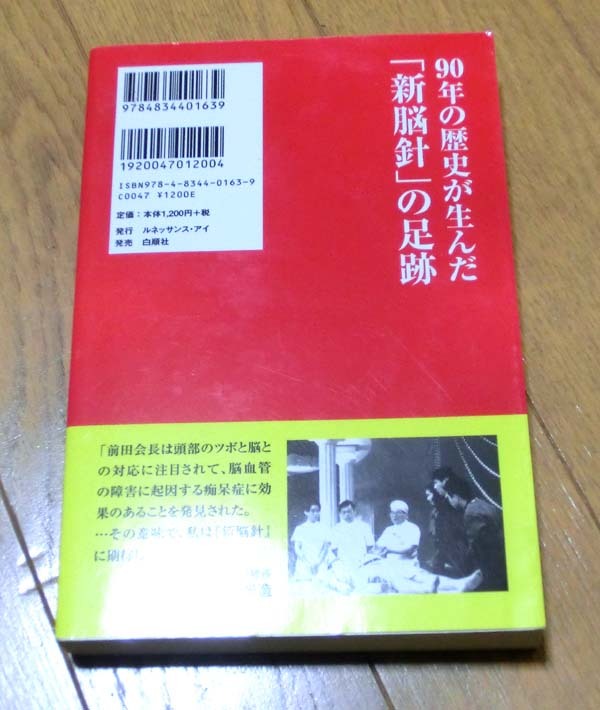 90年の歴史が生んだ
「新脳針」の足跡
9784834401639
1920047012004
ISBN978-4-8344-0163-9
C0047 ¥1200E
定価：本体1,200円+税
発行 ルネッサンス・アイ
発売 白順社
「前田会長は頭部のツボと脳と
の対応に注目されて、脳血管
の障害に起因する痴呆症に効
果のあることを発見された。
…その意味で、私は『新脳針』
に刷